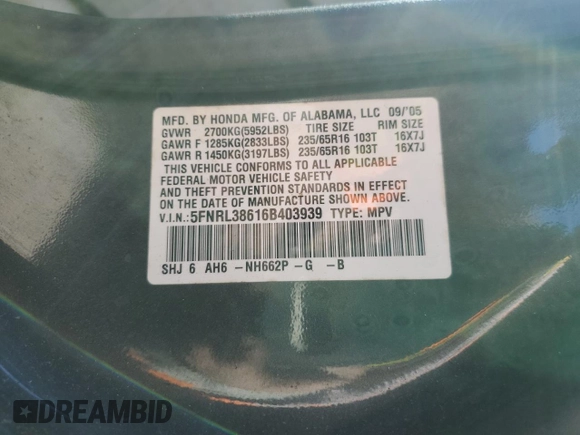 MFD. BY HONDA MFG. OF ALABAMA, LLC 09/'05
GVWR 2700KG(5952LBS) TIRE SIZE RIM SIZE
GAWR F 1285KG(2833LBS) 235/65R16 103T 16X7J
GAWR R 1450KG(3197LBS) 235/65R16 103T 16X7J
THIS VEHICLE CONFORMS TO ALL APPLICABLE
FEDERAL MOTOR VEHICLE SAFETY
AND THEFT PREVENTION STANDARDS IN EFFECT
ON THE DATE OF MANUFACTURE SHOWN ABOVE.
V.I.N: 5FNRL38616B403939 TYPE: MPV
SHJ 6 AH6 -NH662P -G -B
DREAMBID